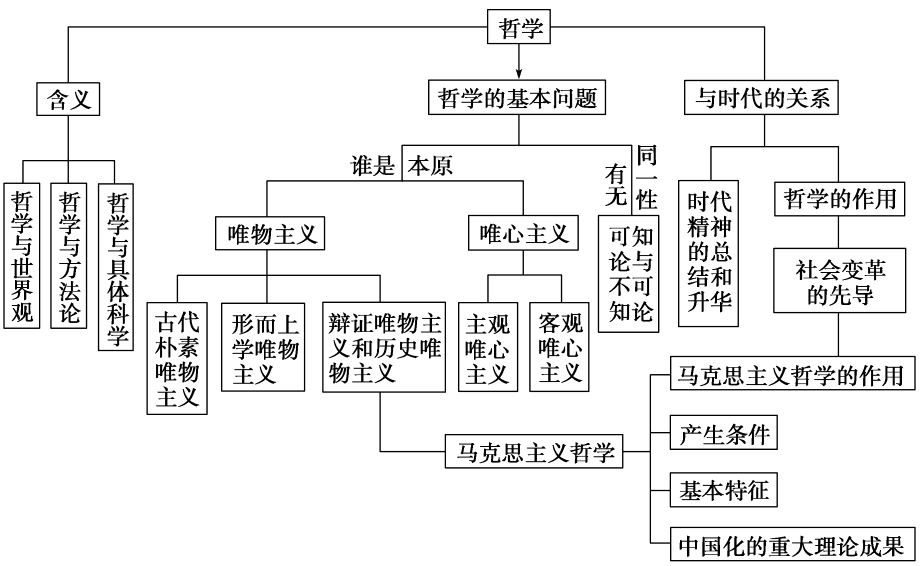 哲学
含义
哲学的基本问题
与时代的关系
哲学与世界观
哲学与方法论
哲学与具体科学
谁是本原
有无
同一性
唯物主义
唯心主义
可知
论与
不可
知论
时代
精神
的总
结和
升华
哲学的作用
社会变革
的先导
古代
朴素
唯物
主义
形而上
学唯物
主义
辩证唯物主
义和历史唯
物主义
主观
唯心
主义
客观
唯心
主义
马克思主义哲学的作用
产生条件
马克思主义哲学
基本特征
中国化的重大理论成果